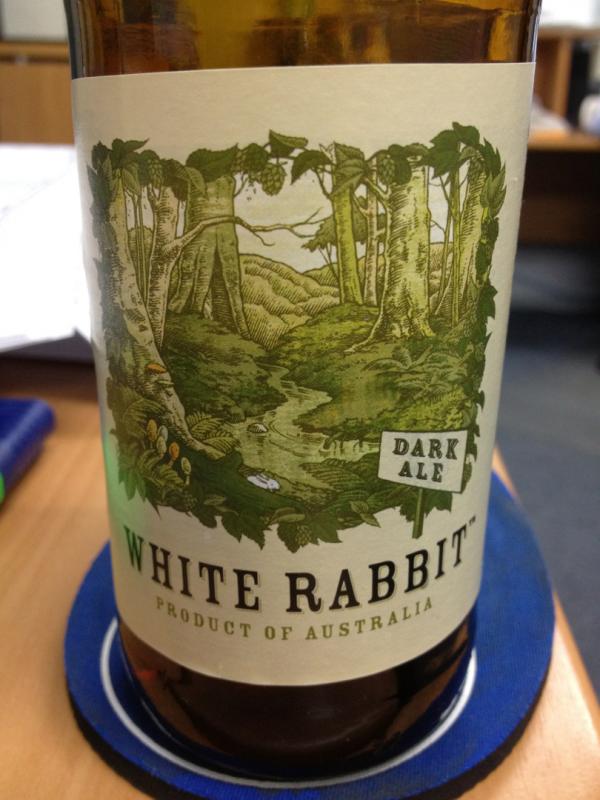 DARK
ALE
WHITE RABBIT™
PRODUCT OF AUSTRALIA